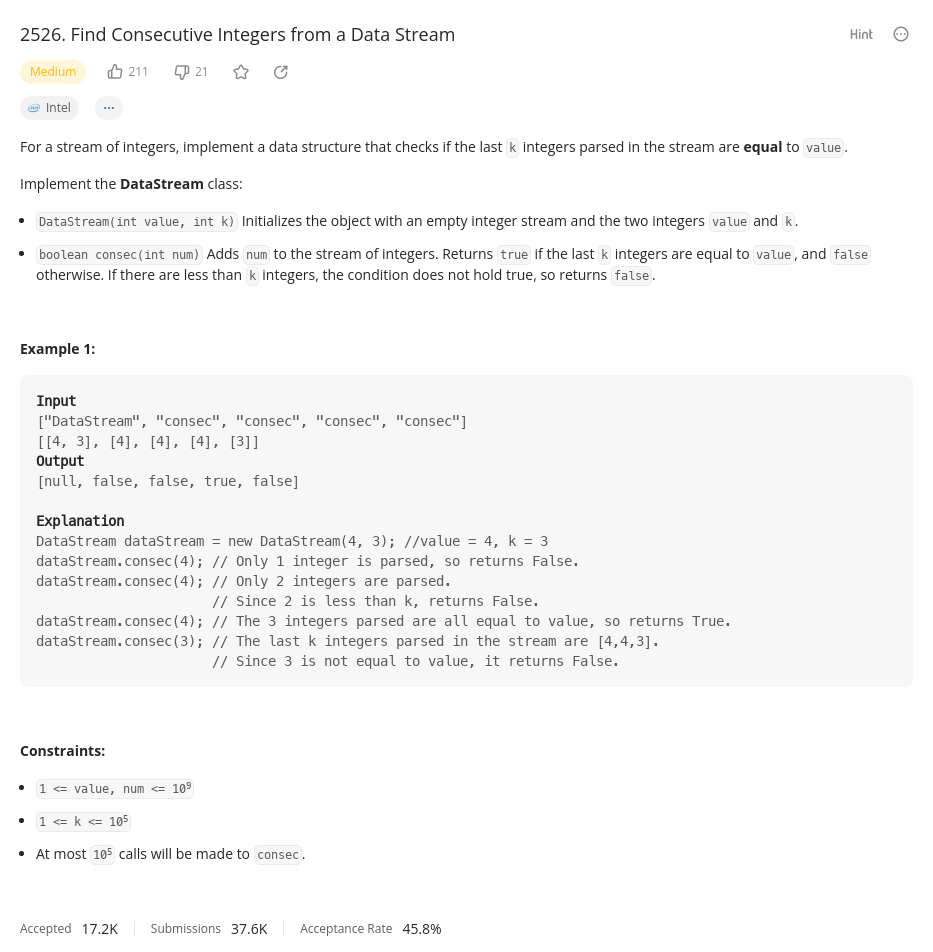 2526. Find Consecutive Integers from a Data Stream
Hint
Medium
211
21
Intel
For a stream of integers, implement a data structure that checks if the last k integers parsed in the stream are equal to value.
Implement the DataStream class:
• DataStream(int value, int k) Initializes the object with an empty integer stream and the two integers value and k.
• boolean consec(int num) Adds num to the stream of integers. Returns true if the last k integers are equal to value, and false
otherwise. If there are less than k integers, the condition does not hold true, so returns false.
Example 1:
Input
["DataStream", "consec", "consec", "consec", "consec"]
[[4, 3], [4], [4], [4], [3]]
Output
[null, false, false, true, false]
Explanation
DataStream dataStream = new DataStream(4, 3); //value = 4, k = 3
dataStream.consec(4); // Only 1 integer is parsed, so returns False.
dataStream.consec(4); // Only 2 integers are parsed.
// Since 2 is less than k, returns False.
dataStream.consec(4); // The 3 integers parsed are all equal to value, so returns True.
dataStream.consec(3); // The last k integers parsed in the stream are [4,4,3].
// Since 3 is not equal to value, it returns False.
Constraints:
• 1 <= value, num <= 10⁹
• 1 <= k <= 10⁵
• At most 10⁵ calls will be made to consec.
Accepted 17.2K Submissions 37.6K Acceptance Rate 45.8%